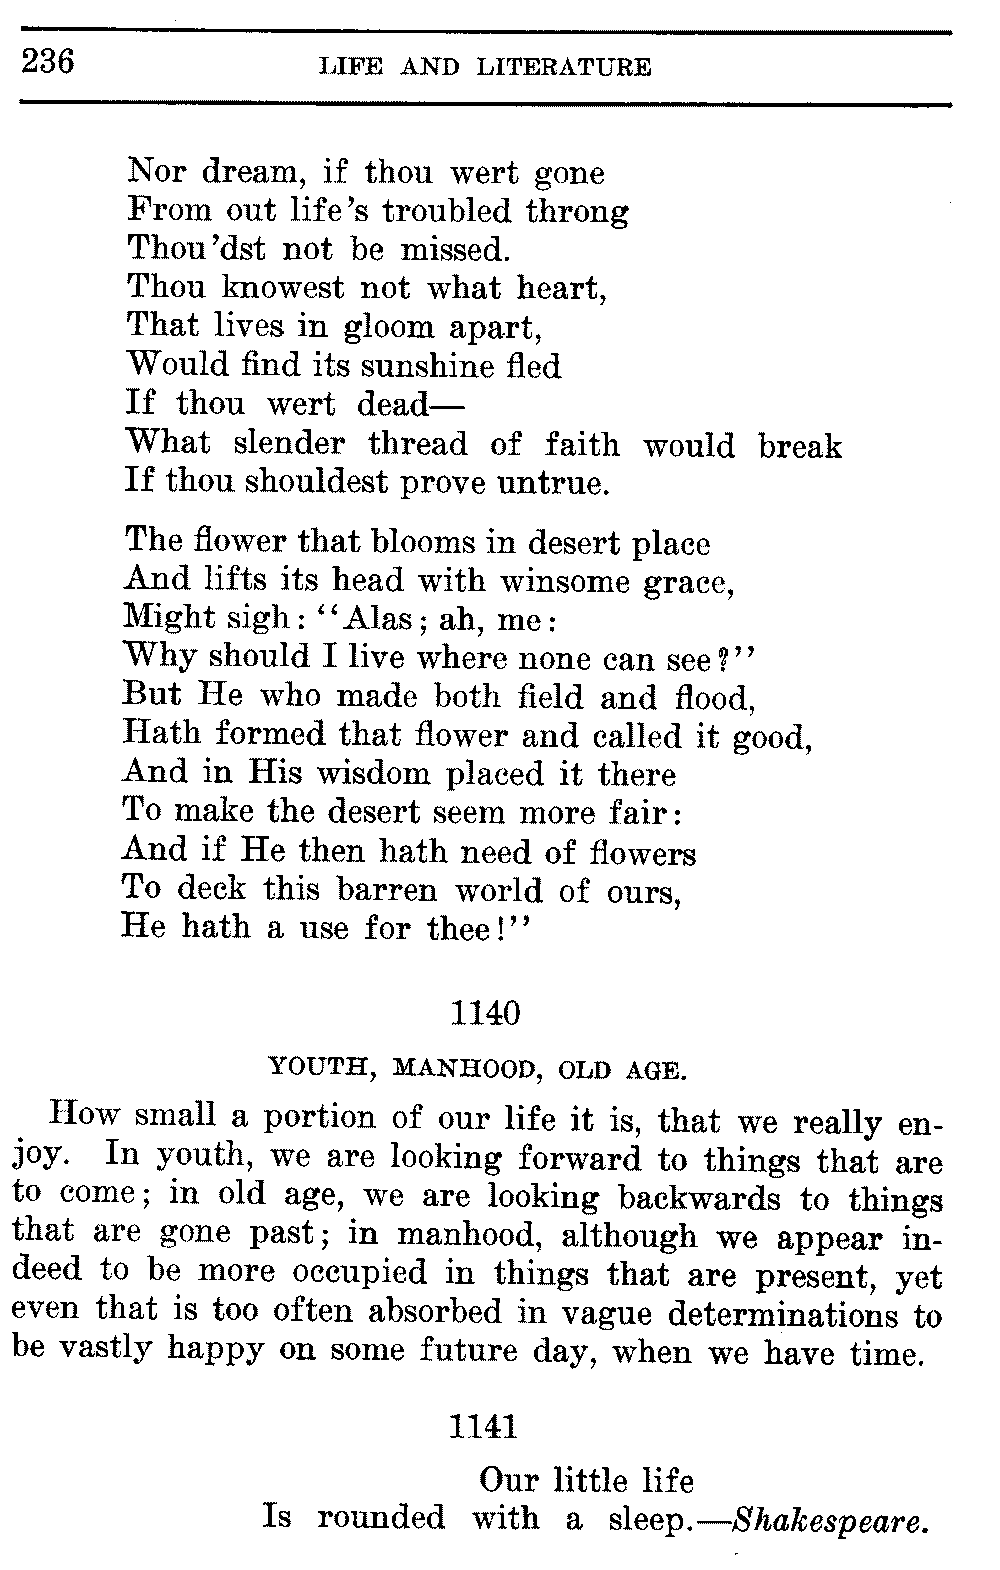 236 LIFE AND LITERATURE
Nor dream, if thou wert gone
From out life's troubled throng
Thou'dst not be missed.
Thou knowest not what heart,
That lives in gloom apart,
Would find its sunshine fled
If thou wert dead—
What slender thread of faith would break
If thou shouldest prove untrue.
The flower that blooms in desert place
And lifts its head with winsome grace,
Might sigh: "Alas; ah, me:
Why should I live where none can see?"
But He who made both field and flood,
Hath formed that flower and called it good,
And in His wisdom placed it there
To make the desert seem more fair:
And if He then hath need of flowers
To deck this barren world of ours,
He hath a use for thee!"
1140
YOUTH, MANHOOD, OLD AGE.
How small a portion of our life it is, that we really en-
joy. In youth, we are looking forward to things that are
to come; in old age, we are looking backwards to things
that are gone past; in manhood, although we appear in-
deed to be more occupied in things that are present, yet
even that is too often absorbed in vague determinations to
be vastly happy on some future day, when we have time.
1141
Our little life
Is rounded with a sleep.—Shakespeare.